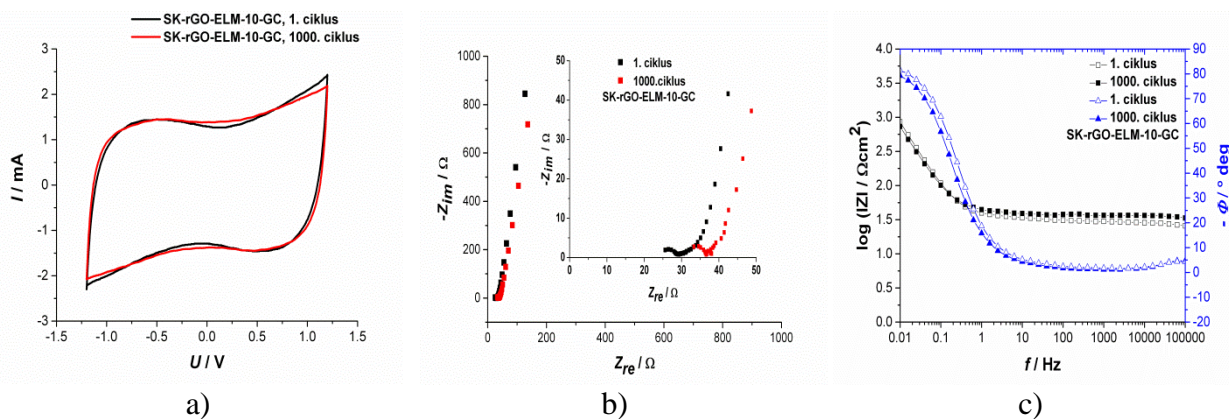 SK-rGO-ELM-10-GC, 1. ciklus
SK-rGO-ELM-10-GC, 1000. ciklus
3
2
1
0
-1
-2
-3
I / mA
-1.5 -1.0 -0.5 0.0 0.5 1.0 1.5
U / V
a)
1000
800
600
400
200
0
-Z_im / Ω
0 200 400 600 800 1000
Z_re / Ω
50
40
30
20
10
0
-Z_im / Ω
1. ciklus
1000.ciklus
SK-rGO-ELM-10-GC
0 10 20 30 40 50
Z_re / Ω
b)
4.0
3.5
3.0
2.5
2.0
1.5
1.0
0.5
0.0
log (IZI / Ωcm²)
1. ciklus
1000. ciklus
1. ciklus
1000. ciklus
SK-rGO-ELM-10-GC
90
80
70
60
50
40
30
20
10
0
-10
-20
- Φ / ° deg
0.01 0.1 1 10 100 1000 10000 100000
f / Hz
c)